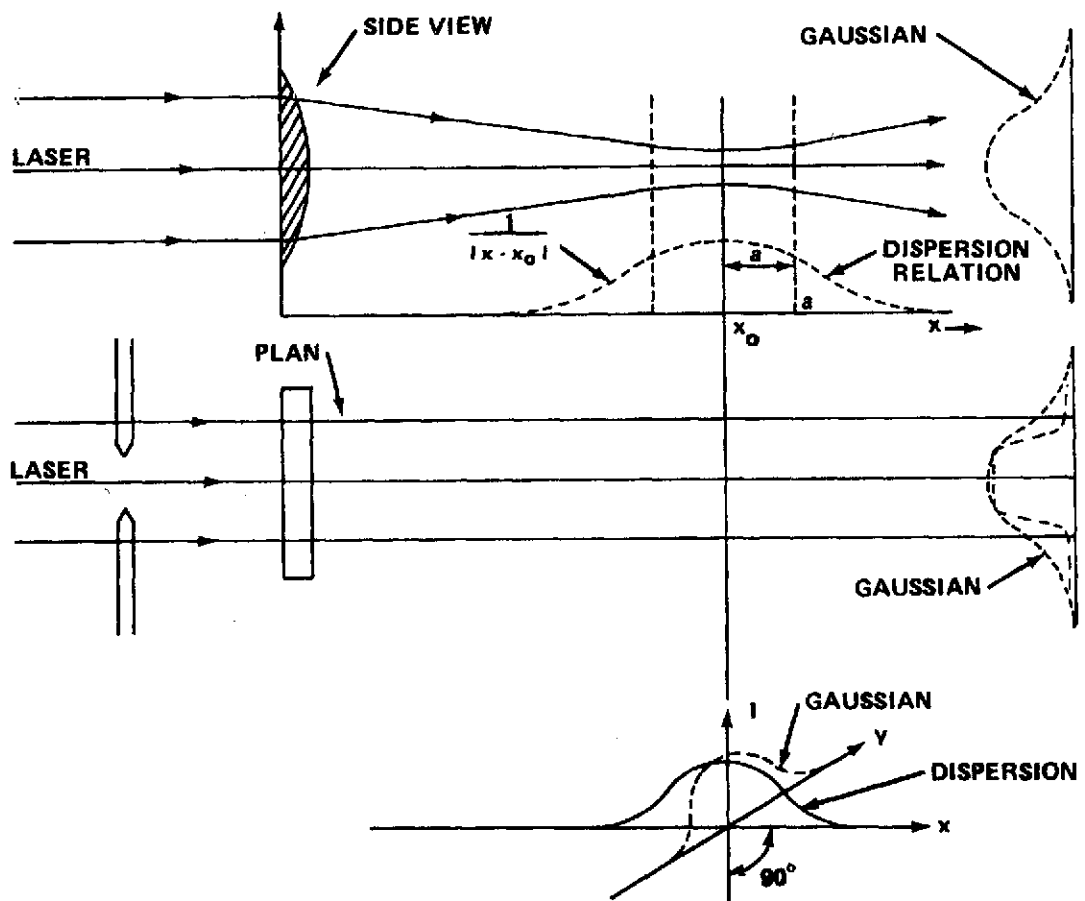 SIDE VIEW
GAUSSIAN
LASER
1
|x - x₀|
a
DISPERSION
RELATION
a
x₀
x
PLAN
LASER
GAUSSIAN
I
GAUSSIAN
Y
DISPERSION
x
90°